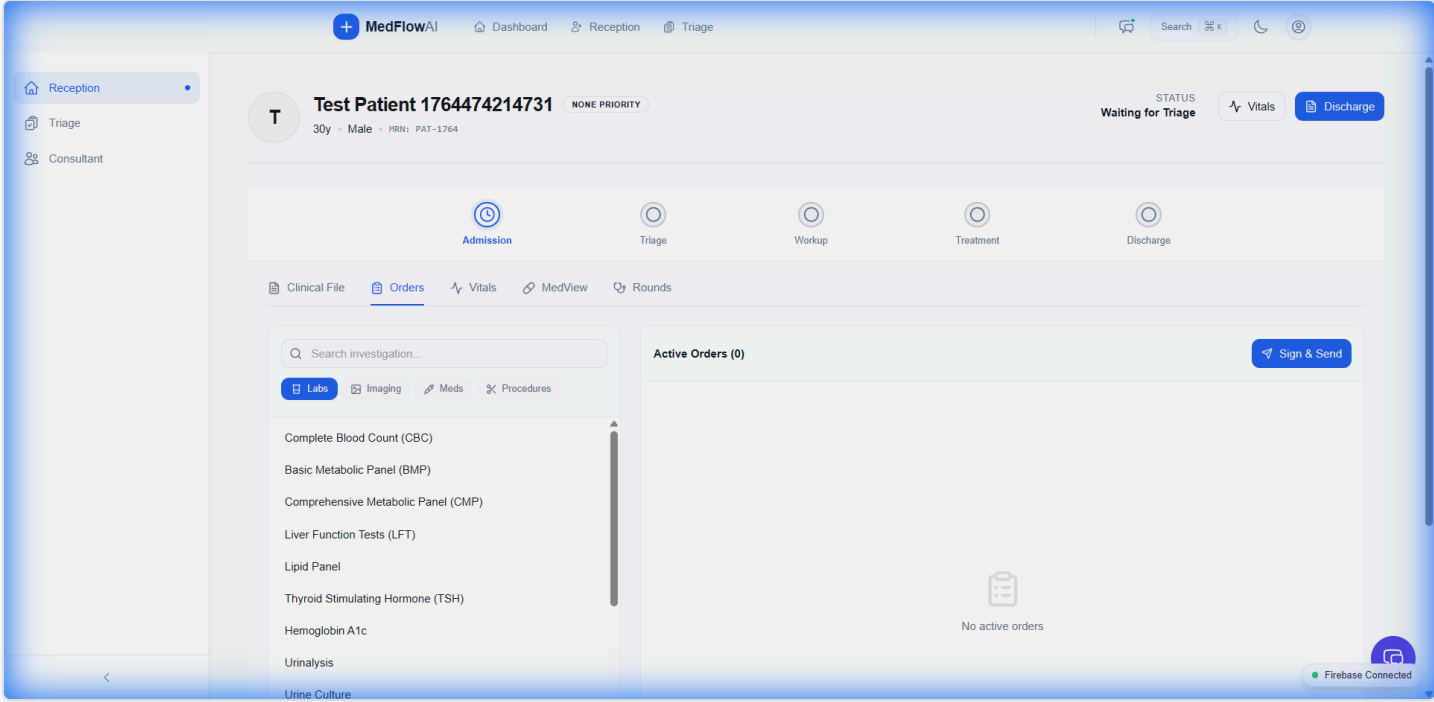 MedFlowAI
Dashboard
Reception
Triage
Search ⌘ K
Reception
Triage
Consultant
T
Test Patient 1764474214731
NONE PRIORITY
30y • Male • MRN: PAT-1764
STATUS
Waiting for Triage
Vitals
Discharge
Admission
Triage
Workup
Treatment
Discharge
Clinical File
Orders
Vitals
MedView
Rounds
Search investigation...
Labs
Imaging
Meds
Procedures
Complete Blood Count (CBC)
Basic Metabolic Panel (BMP)
Comprehensive Metabolic Panel (CMP)
Liver Function Tests (LFT)
Lipid Panel
Thyroid Stimulating Hormone (TSH)
Hemoglobin A1c
Urinalysis
Urine Culture
Active Orders (0)
Sign & Send
No active orders
Firebase Connected